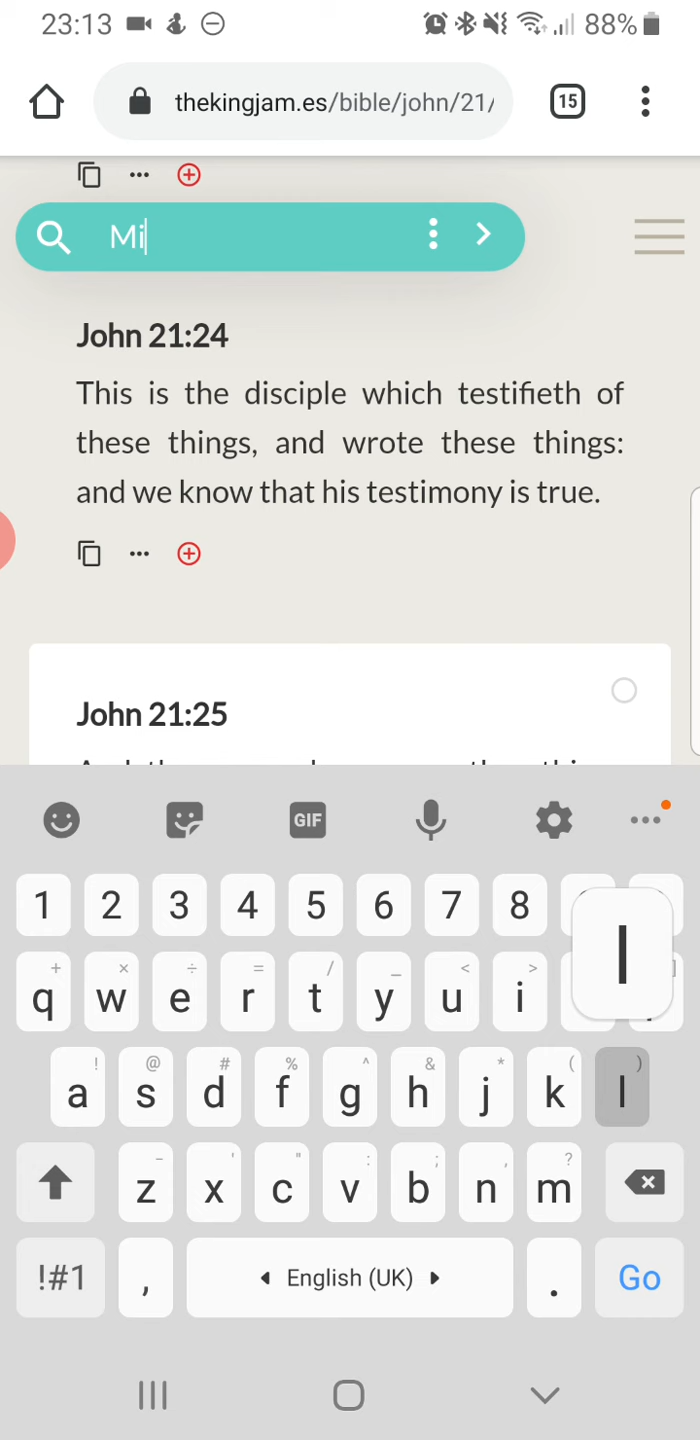 23:13 88%
thekingjam.es/bible/john/21/ 15
Mi
John 21:24
This is the disciple which testifieth of
these things, and wrote these things:
and we know that his testimony is true.
John 21:25
GIF
1 2 3 4 5 6 7 8
+ × ÷ = / _ < > ]
q w e r t y u i l
! @ # % ^ & * ( )
a s d f g h j k l
- ' " : ; , ?
z x c v b n m
!#1 , English (UK) . Go